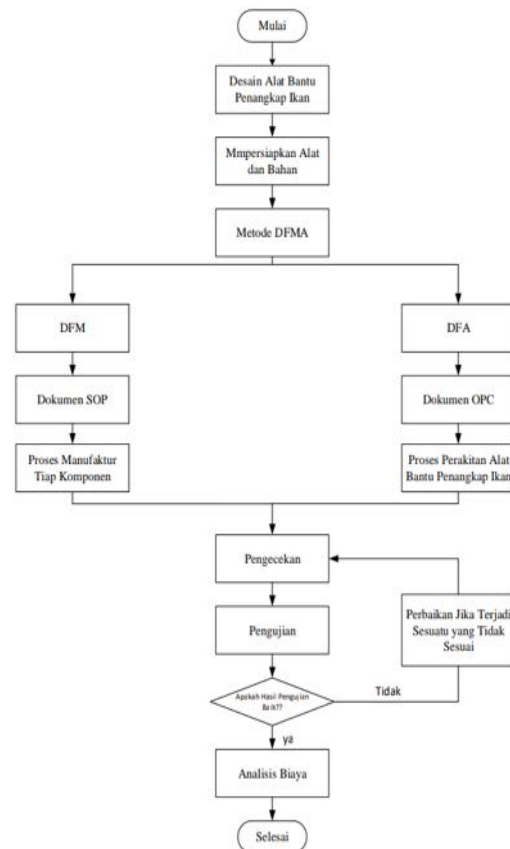 Mulai
Desain Alat Bantu
Penangkap Ikan
Mmpersiapkan Alat
dan Bahan
Metode DFMA
DFM
DFA
Dokumen SOP
Dokumen OPC
Proses Manufaktur
Tiap Komponen
Proses Perakitan Alat
Bantu Penangkap Ikan
Pengecekan
Perbaikan Jika Terjadi
Sesuatu yang Tidak
Sesuai
Pengujian
Apakah Hasil Pengujian
Baik??
Tidak
ya
Analisis Biaya
Selesai